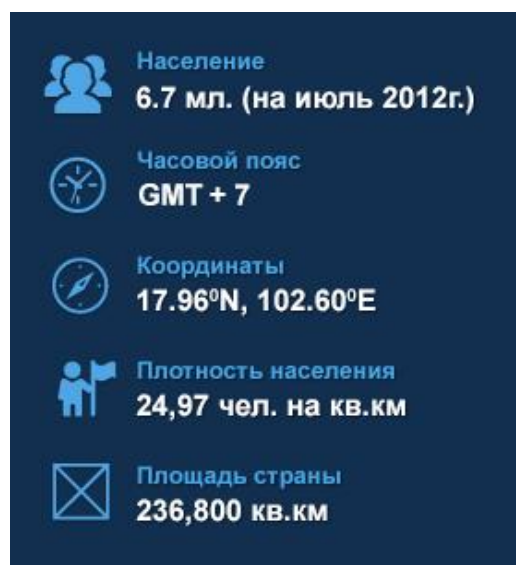 Население
6.7 мл. (на июль 2012г.)
Часовой пояс
GMT + 7
Координаты
17.96⁰N, 102.60⁰E
Плотность населения
24,97 чел. на кв.км
Площадь страны
236,800 кв.км